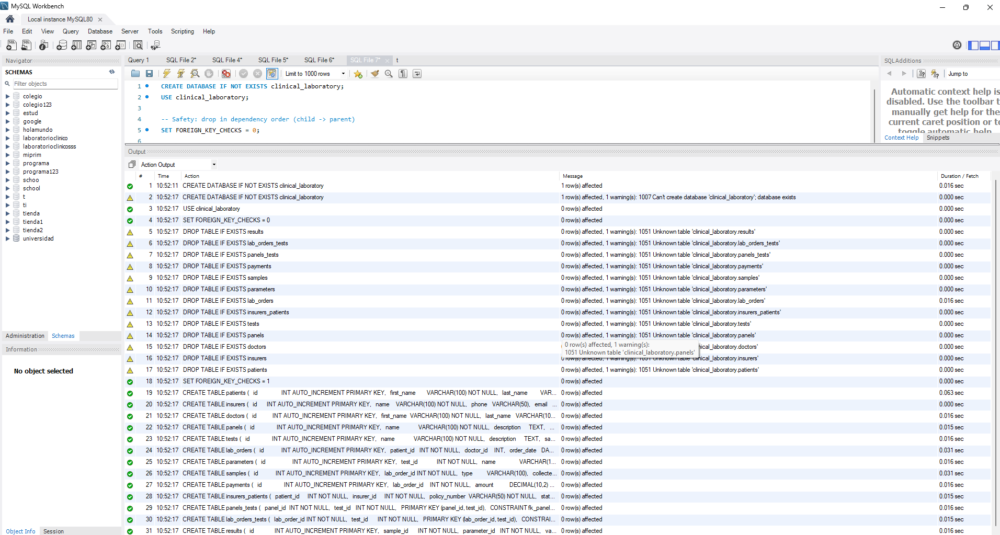 MySQL Workbench
Local instance MySQL80
File Edit View Query Database Server Tools Scripting Help
Navigator
SCHEMAS
Filter objects
colegio
colegio123
estud
google
holamundo
laboratorioclinico
laboratorioclinicosss
miprim
programa
programa123
schoo
school
t
ti
tienda
tienda1
tienda2
universidad
Administration Schemas
Information
No object selected
Object Info Session
Query 1 SQL File 2* SQL File 4* SQL File 5* SQL File 6* SQL File 7* t
Limit to 1000 rows
1 CREATE DATABASE IF NOT EXISTS clinical_laboratory;
2 USE clinical_laboratory;
3
4 -- Safety: drop in dependency order (child -> parent)
5 SET FOREIGN_KEY_CHECKS = 0;
6
SQLAdditions
Jump to
Automatic context help is
disabled. Use the toolbar t
manually get help for the
current caret position or to
toggle automatic help.
Context Help Snippets
Output
Action Output
# Time Action Message Duration / Fetch
1 10:52:11 CREATE DATABASE IF NOT EXISTS clinical_laboratory 1 row(s) affected 0.016 sec
2 10:52:17 CREATE DATABASE IF NOT EXISTS clinical_laboratory 1 row(s) affected, 1 warning(s): 1007 Can't create database 'clinical_laboratory'; database exists 0.000 sec
3 10:52:17 USE clinical_laboratory 0 row(s) affected 0.000 sec
4 10:52:17 SET FOREIGN_KEY_CHECKS = 0 0 row(s) affected 0.000 sec
5 10:52:17 DROP TABLE IF EXISTS results 0 row(s) affected, 1 warning(s): 1051 Unknown table 'clinical_laboratory.results' 0.000 sec
6 10:52:17 DROP TABLE IF EXISTS lab_orders_tests 0 row(s) affected, 1 warning(s): 1051 Unknown table 'clinical_laboratory.lab_orders_tests' 0.000 sec
7 10:52:17 DROP TABLE IF EXISTS panels_tests 0 row(s) affected, 1 warning(s): 1051 Unknown table 'clinical_laboratory.panels_tests' 0.000 sec
8 10:52:17 DROP TABLE IF EXISTS payments 0 row(s) affected, 1 warning(s): 1051 Unknown table 'clinical_laboratory.payments' 0.000 sec
9 10:52:17 DROP TABLE IF EXISTS samples 0 row(s) affected, 1 warning(s): 1051 Unknown table 'clinical_laboratory.samples' 0.000 sec
10 10:52:17 DROP TABLE IF EXISTS parameters 0 row(s) affected, 1 warning(s): 1051 Unknown table 'clinical_laboratory.parameters' 0.000 sec
11 10:52:17 DROP TABLE IF EXISTS lab_orders 0 row(s) affected, 1 warning(s): 1051 Unknown table 'clinical_laboratory.lab_orders' 0.016 sec
12 10:52:17 DROP TABLE IF EXISTS insurers_patients 0 row(s) affected, 1 warning(s): 1051 Unknown table 'clinical_laboratory.insurers_patients' 0.000 sec
13 10:52:17 DROP TABLE IF EXISTS tests 0 row(s) affected, 1 warning(s): 1051 Unknown table 'clinical_laboratory.tests' 0.000 sec
14 10:52:17 DROP TABLE IF EXISTS panels 0 row(s) affected, 1 warning(s): 1051 Unknown table 'clinical_laboratory.panels' 0.000 sec
0 row(s) affected, 1 warning(s):
1051 Unknown table 'clinical_laboratory.panels'
15 10:52:17 DROP TABLE IF EXISTS doctors nical_laboratory.doctors' 0.000 sec
16 10:52:17 DROP TABLE IF EXISTS insurers 0 row(s) affected, 1 warning(s): 1051 Unknown table 'clinical_laboratory.insurers' 0.000 sec
17 10:52:17 DROP TABLE IF EXISTS patients 0 row(s) affected, 1 warning(s): 1051 Unknown table 'clinical_laboratory.patients' 0.000 sec
18 10:52:17 SET FOREIGN_KEY_CHECKS = 1 0 row(s) affected 0.000 sec
19 10:52:17 CREATE TABLE patients ( id INT AUTO_INCREMENT PRIMARY KEY, first_name VARCHAR(100) NOT NULL, last_name VAR... 0 row(s) affected 0.063 sec
20 10:52:17 CREATE TABLE insurers ( id INT AUTO_INCREMENT PRIMARY KEY, name VARCHAR(100) NOT NULL, phone VARCHAR(50), email ... 0 row(s) affected 0.000 sec
21 10:52:17 CREATE TABLE doctors ( id INT AUTO_INCREMENT PRIMARY KEY, first_name VARCHAR(100) NOT NULL, last_name VARCHAR(10... 0 row(s) affected 0.016 sec
22 10:52:17 CREATE TABLE panels ( id INT AUTO_INCREMENT PRIMARY KEY, name VARCHAR(100) NOT NULL, description TEXT, ... 0 row(s) affected 0.015 sec
23 10:52:17 CREATE TABLE tests ( id INT AUTO_INCREMENT PRIMARY KEY, name VARCHAR(100) NOT NULL, description TEXT, sa... 0 row(s) affected 0.016 sec
24 10:52:17 CREATE TABLE lab_orders ( id INT AUTO_INCREMENT PRIMARY KEY, patient_id INT NOT NULL, doctor_id INT, order_date DA... 0 row(s) affected 0.031 sec
25 10:52:17 CREATE TABLE parameters ( id INT AUTO_INCREMENT PRIMARY KEY, test_id INT NOT NULL, name VARCHAR(1... 0 row(s) affected 0.016 sec
26 10:52:17 CREATE TABLE samples ( id INT AUTO_INCREMENT PRIMARY KEY, lab_order_id INT NOT NULL, type VARCHAR(100), collecte... 0 row(s) affected 0.031 sec
27 10:52:17 CREATE TABLE payments ( id INT AUTO_INCREMENT PRIMARY KEY, lab_order_id INT NOT NULL, amount DECIMAL(10,2) ... 0 row(s) affected 0.016 sec
28 10:52:17 CREATE TABLE insurers_patients ( patient_id INT NOT NULL, insurer_id INT NOT NULL, policy_number VARCHAR(50) NOT NULL, stat... 0 row(s) affected 0.015 sec
29 10:52:17 CREATE TABLE panels_tests ( panel_id INT NOT NULL, test_id INT NOT NULL, PRIMARY KEY (panel_id, test_id), CONSTRAINT fk_panel... 0 row(s) affected 0.016 sec
30 10:52:17 CREATE TABLE lab_orders_tests ( lab_order_id INT NOT NULL, test_id INT NOT NULL, PRIMARY KEY (lab_order_id, test_id), CONSTRAI... 0 row(s) affected 0.015 sec
31 10:52:17 CREATE TABLE results ( id INT AUTO_INCREMENT PRIMARY KEY, sample_id INT NOT NULL, parameter_id INT NOT NULL, va... 0 row(s) affected 0.016 sec